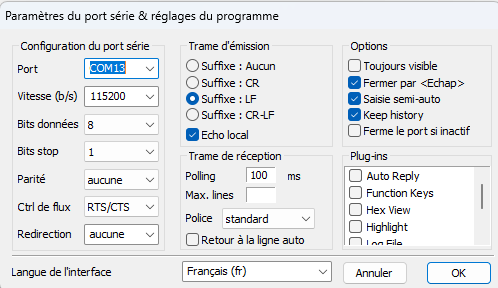 Paramètres du port série & réglages du programme
Configuration du port série
Port COM13
Vitesse (b/s) 115200
Bits données 8
Bits stop 1
Parité aucune
Ctrl de flux RTS/CTS
Redirection aucune
Trame d'émission
Suffixe : Aucun
Suffixe : CR
Suffixe : LF
Suffixe : CR-LF
Echo local
Trame de réception
Polling 100 ms
Max. lines
Police standard
Retour à la ligne auto
Options
Toujours visible
Fermer par <Echap>
Saisie semi-auto
Keep history
Ferme le port si inactif
Plug-ins
Auto Reply
Function Keys
Hex View
Highlight
Log File
Langue de l'interface Français (fr) Annuler OK